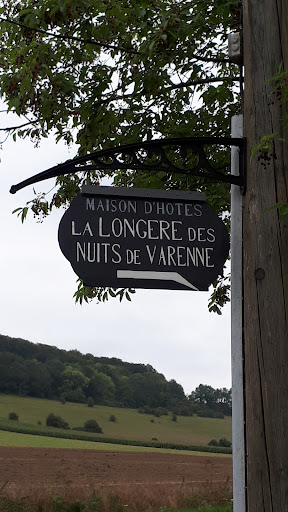 MAISON D'HOTES
LA LONGERE DES
NUITS DE VARENNE